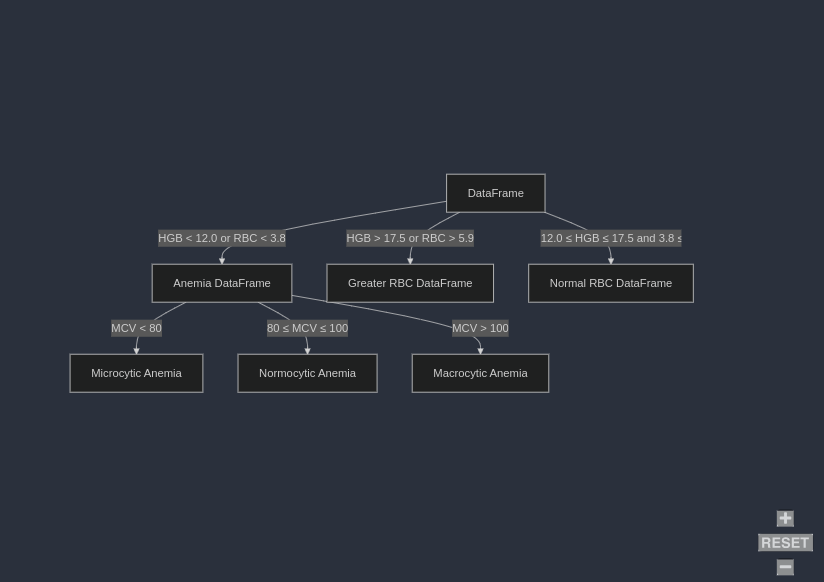 DataFrame
HGB < 12.0 or RBC < 3.8
HGB > 17.5 or RBC > 5.9
12.0 ≤ HGB ≤ 17.5 and 3.8 ≤
Anemia DataFrame
Greater RBC DataFrame
Normal RBC DataFrame
MCV < 80
80 ≤ MCV ≤ 100
MCV > 100
Microcytic Anemia
Normocytic Anemia
Macrocytic Anemia
+
RESET
−